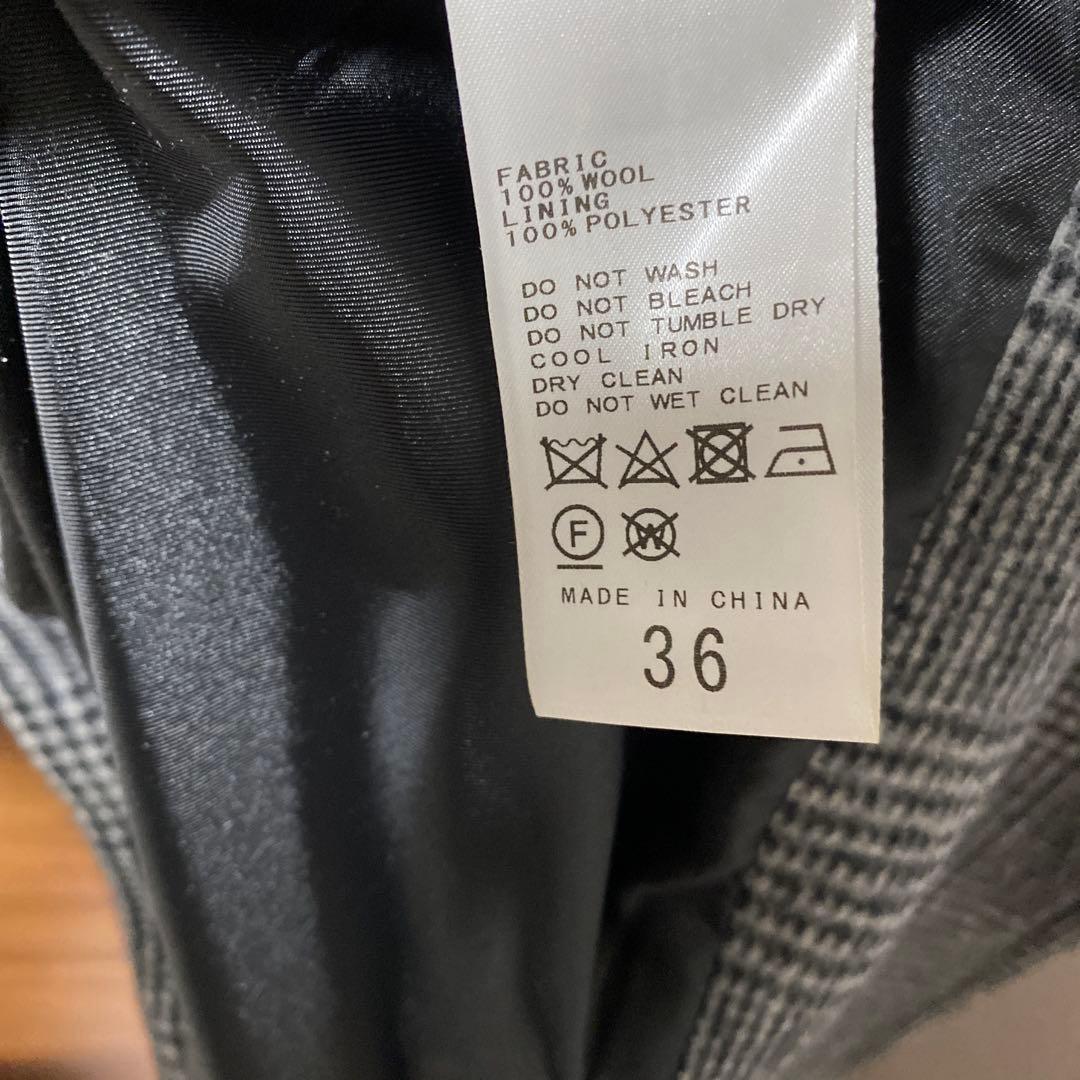 FABRIC
100% WOOL
LINING
100% POLYESTER
DO NOT WASH
DO NOT BLEACH
DO NOT TUMBLE DRY
COOL IRON
DRY CLEAN
DO NOT WET CLEAN
F W
MADE IN CHINA
36